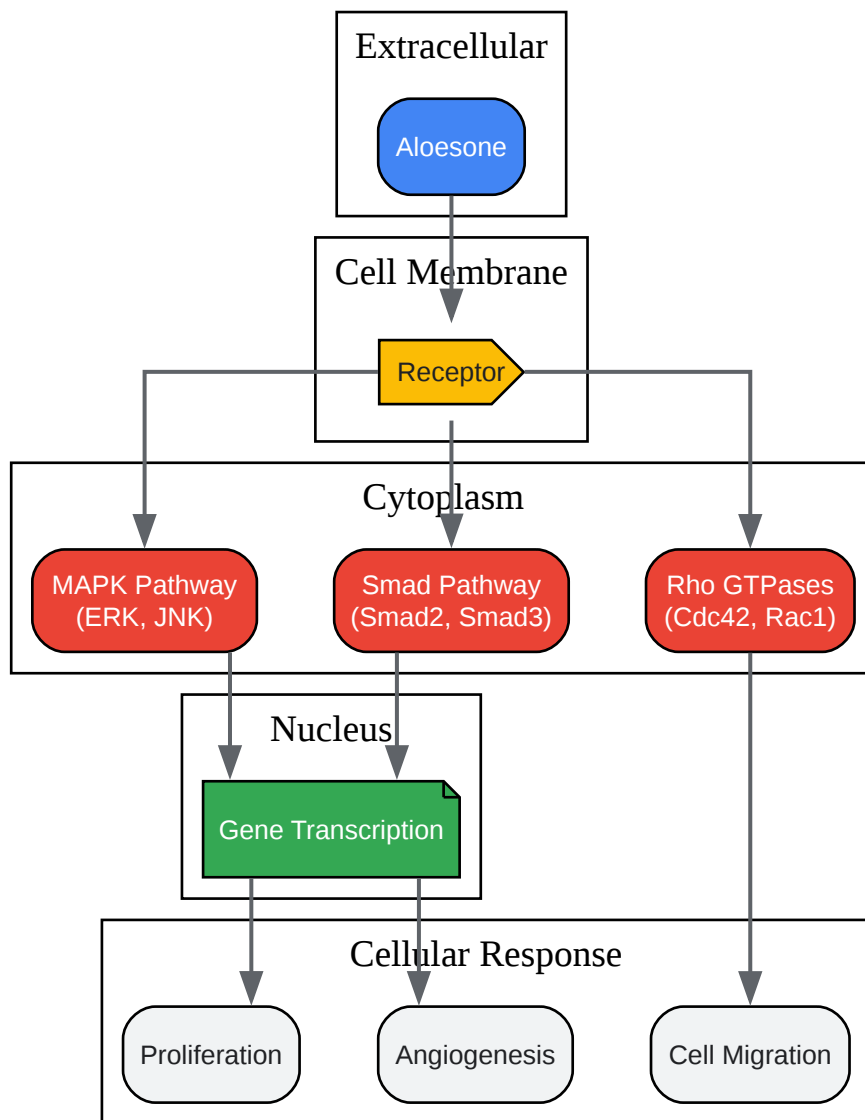 Extracellular
Aloesone
Cell Membrane
Receptor
Cytoplasm
MAPK Pathway
(ERK, JNK)
Smad Pathway
(Smad2, Smad3)
Rho GTPases
(Cdc42, Rac1)
Nucleus
Gene Transcription
Cellular Response
Proliferation
Angiogenesis
Cell Migration